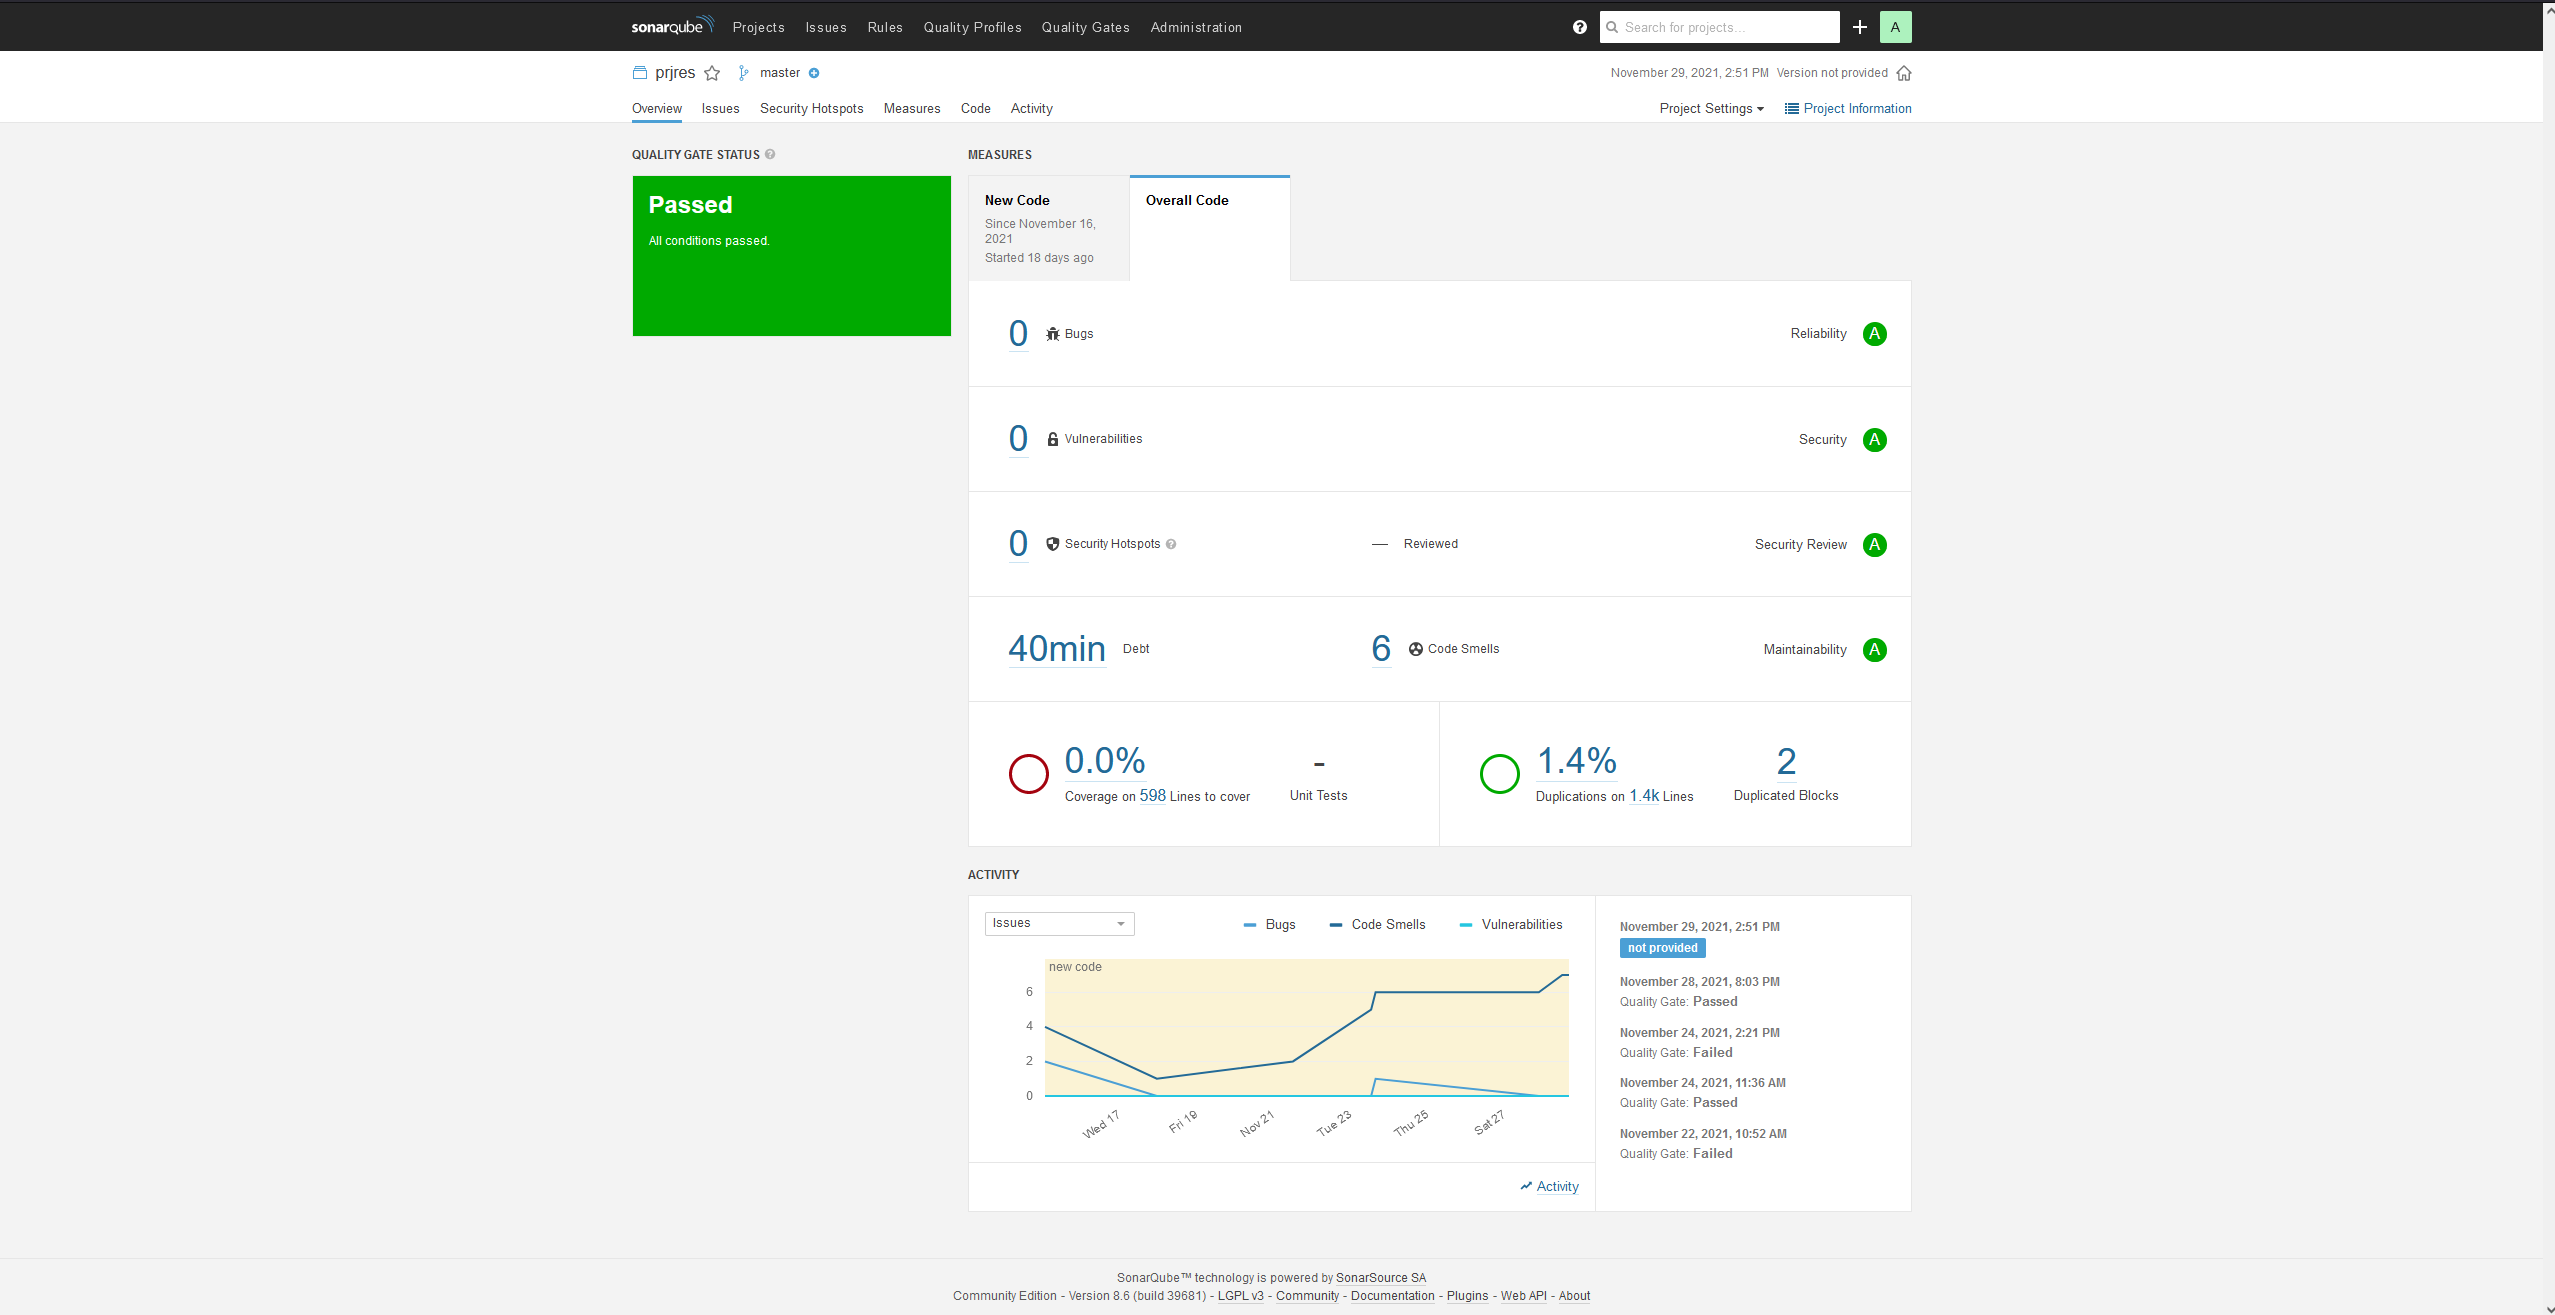 sonarqube Projects Issues Rules Quality Profiles Quality Gates Administration ? Search for projects... + A
prjres master November 29, 2021, 2:51 PM Version not provided
Overview Issues Security Hotspots Measures Code Activity Project Settings Project Information
QUALITY GATE STATUS ?
Passed
All conditions passed.
MEASURES
New Code
Since November 16,
2021
Started 18 days ago
Overall Code
0 Bugs Reliability A
0 Vulnerabilities Security A
0 Security Hotspots ? — Reviewed Security Review A
40min Debt 6 Code Smells Maintainability A
0.0% -
Coverage on 598 Lines to cover Unit Tests
1.4% 2
Duplications on 1.4k Lines Duplicated Blocks
ACTIVITY
Issues Bugs Code Smells Vulnerabilities
new code
6
4
2
0
Wed 17 Fri 19 Nov 21 Tue 23 Thu 25 Sat 27
Activity
November 29, 2021, 2:51 PM
not provided
November 28, 2021, 8:03 PM
Quality Gate: Passed
November 24, 2021, 2:21 PM
Quality Gate: Failed
November 24, 2021, 11:36 AM
Quality Gate: Passed
November 22, 2021, 10:52 AM
Quality Gate: Failed
SonarQube™ technology is powered by SonarSource SA
Community Edition - Version 8.6 (build 39681) - LGPL v3 - Community - Documentation - Plugins - Web API - About